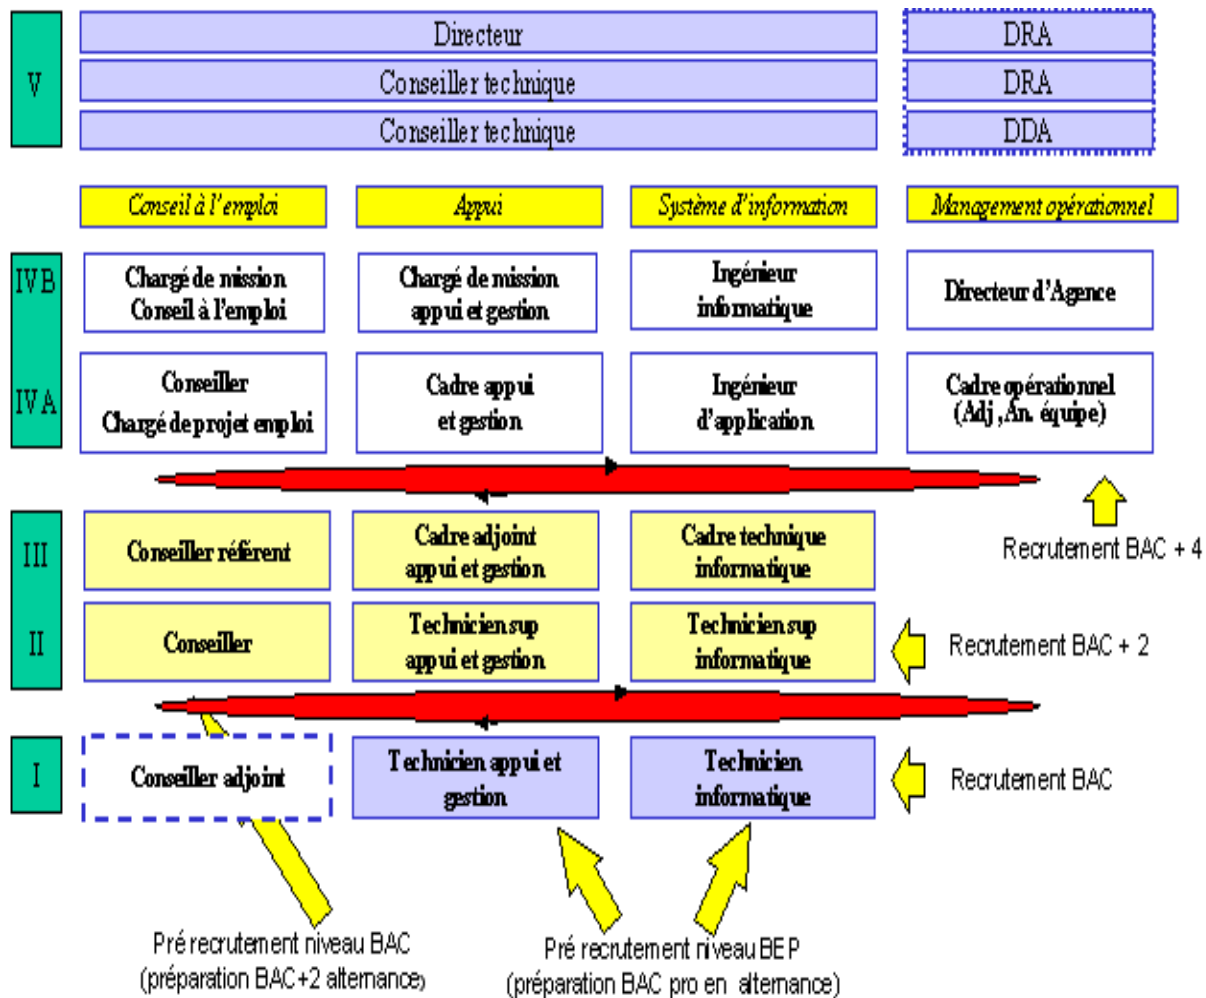 V
Directeur
DRA
Conseiller technique
DRA
Conseiller technique
DDA
Conseil à l'emploi
Appui
Système d'information
Management opérationnel
IVB
Chargé de mission
Conseil à l'emploi
Chargé de mission
appui et gestion
Ingénieur
informatique
Directeur d'Agence
IVA
Conseiller
Chargé de projet emploi
Cadre appui
et gestion
Ingénieur
d'application
Cadre opérationnel
(Adj ,An. équipe)
III
Conseiller référent
Cadre adjoint
appui et gestion
Cadre technique
informatique
Recrutement BAC + 4
II
Conseiller
Technicien sup
appui et gestion
Technicien sup
informatique
Recrutement BAC + 2
I
Conseiller adjoint
Technicien appui et
gestion
Technicien
informatique
Recrutement BAC
Pré recrutement niveau BAC
(préparation BAC+2 alternance)
Pré recrutement niveau BEP
(préparation BAC pro en alternance)